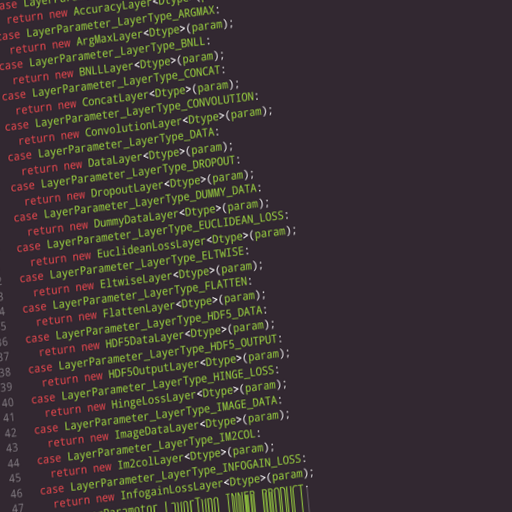 return new AccuracyLayer<Dtype>(param);
case LayerParameter_LayerType_ARGMAX:
return new ArgMaxLayer<Dtype>(param);
case LayerParameter_LayerType_BNLL:
return new BNLLLayer<Dtype>(param);
case LayerParameter_LayerType_CONCAT:
return new ConcatLayer<Dtype>(param);
case LayerParameter_LayerType_CONVOLUTION:
return new ConvolutionLayer<Dtype>(param);
case LayerParameter_LayerType_DATA:
return new DataLayer<Dtype>(param);
case LayerParameter_LayerType_DROPOUT:
return new DropoutLayer<Dtype>(param);
case LayerParameter_LayerType_DUMMY_DATA:
return new DummyDataLayer<Dtype>(param);
case LayerParameter_LayerType_EUCLIDEAN_LOSS:
return new EuclideanLossLayer<Dtype>(param);
case LayerParameter_LayerType_ELTWISE:
return new EltwiseLayer<Dtype>(param);
case LayerParameter_LayerType_FLATTEN:
return new FlattenLayer<Dtype>(param);
case LayerParameter_LayerType_HDF5_DATA:
return new HDF5DataLayer<Dtype>(param);
37 case LayerParameter_LayerType_HDF5_OUTPUT:
38 return new HDF5OutputLayer<Dtype>(param);
39 case LayerParameter_LayerType_HINGE_LOSS:
40 return new HingeLossLayer<Dtype>(param);
41 case LayerParameter_LayerType_IMAGE_DATA:
42 return new ImageDataLayer<Dtype>(param);
43 case LayerParameter_LayerType_IM2COL:
44 return new Im2colLayer<Dtype>(param);
45 case LayerParameter_LayerType_INFOGAIN_LOSS:
46 return new InfogainLossLayer<Dtype>(param);
47